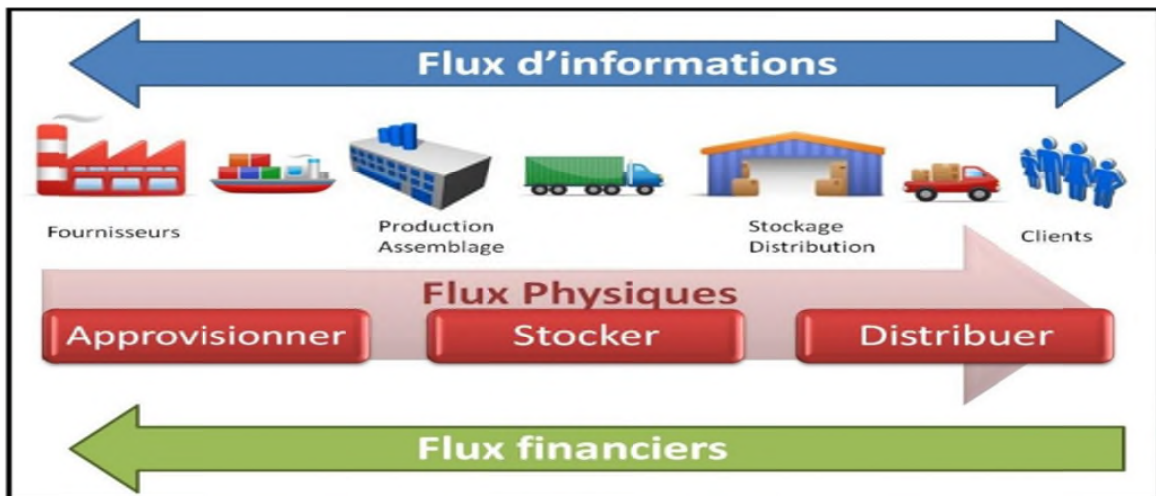 Flux d'informations
Fournisseurs
Production
Assemblage
Stockage
Distribution
Clients
Flux Physiques
Approvisionner
Stocker
Distribuer
Flux financiers